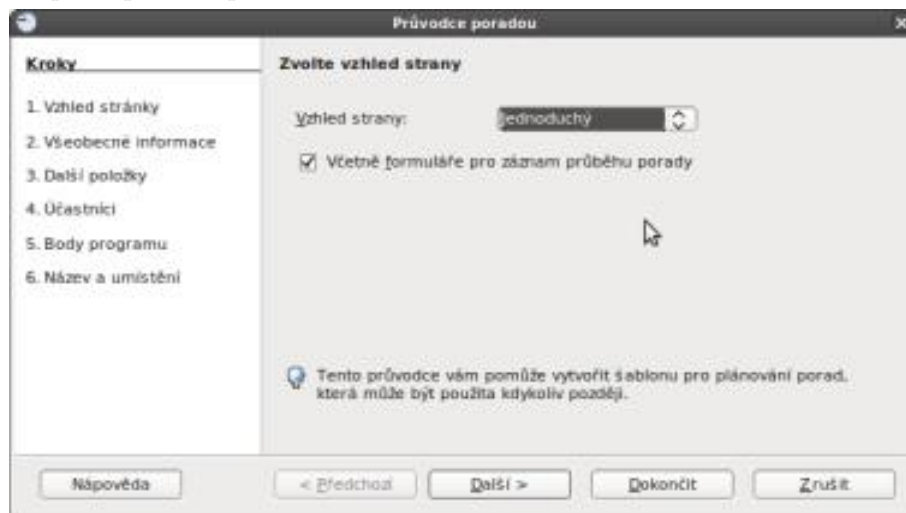 Průvodce poradou
Kroky
1. Vzhled stránky
2. Všeobecné informace
3. Další položky
4. Účastníci
5. Body programu
6. Název a umístění
Zvolte vzhled strany
Vzhled strany:
Jednoduchý
Včetně formuláře pro záznam průběhu porady
Tento průvodce vám pomůže vytvořit šablonu pro plánování porad,
která může být použita kdykoliv později.
Nápověda
< Předchozí
Další >
Dokončit
Zrušit